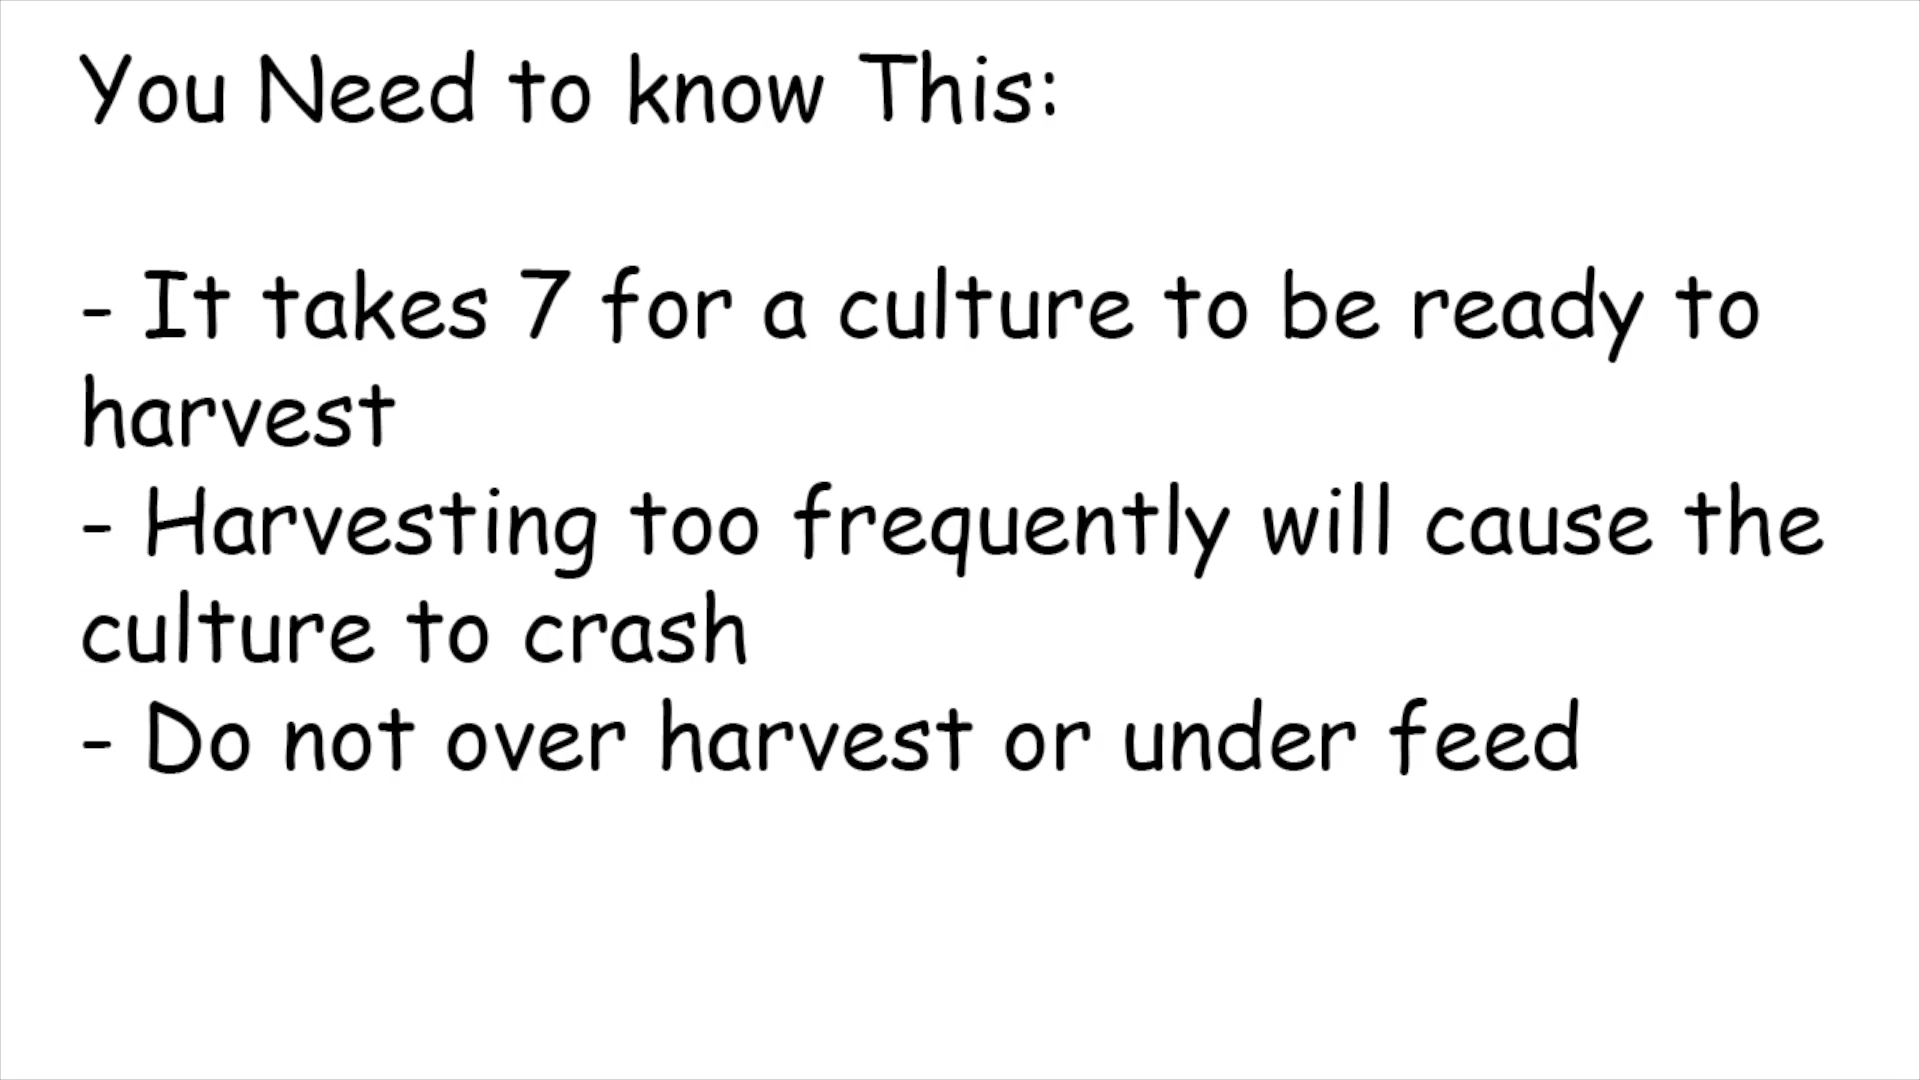 You Need to know This:
- It takes 7 for a culture to be ready to
harvest
- Harvesting too frequently will cause the
culture to crash
- Do not over harvest or under feed